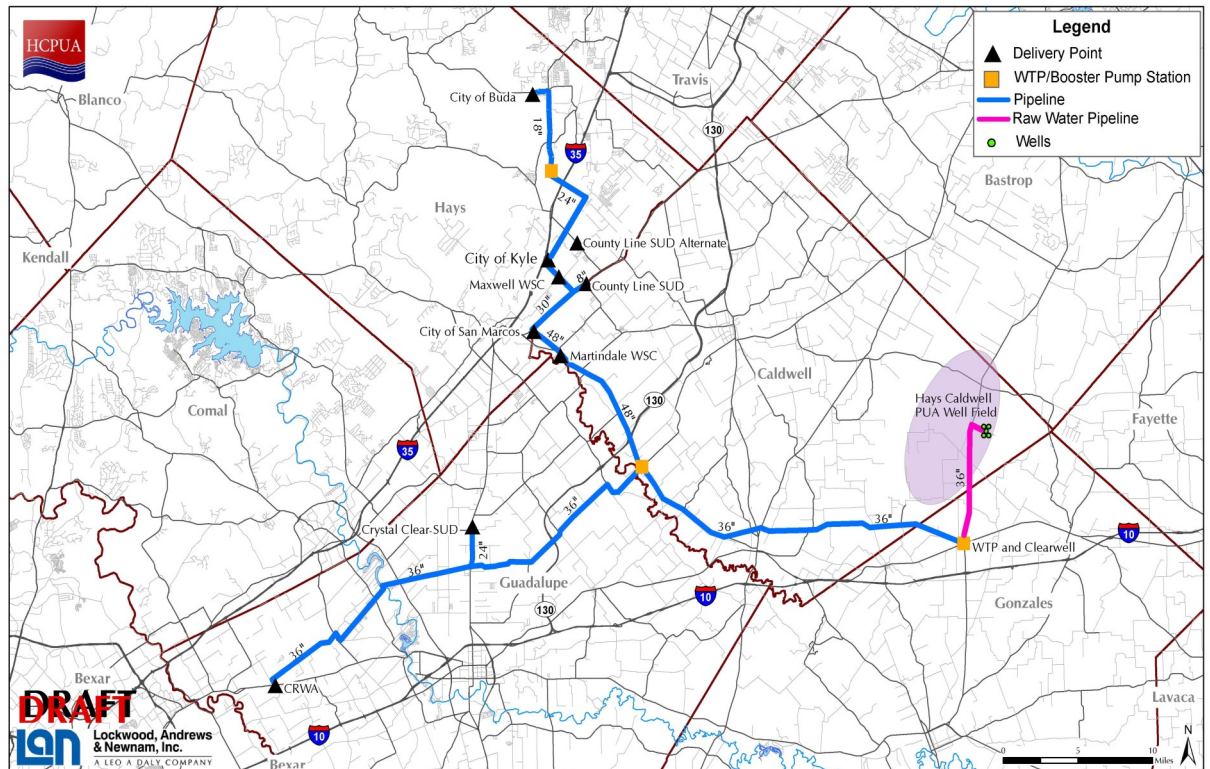 HCPUA
Legend
Delivery Point
WTP/Booster Pump Station
Pipeline
Raw Water Pipeline
Wells
Travis
Blanco
City of Buda
18"
130
35
Bastrop
24"
Hays
County Line SUD Alternate
Kendall
City of Kyle
Maxwell WSC
8"
County Line SUD
30"
City of San Marcos
48"
Martindale WSC
Caldwell
130
48"
Hays Caldwell
PUA Well Field
Comal
Fayette
35
36"
36"
Crystal Clear SUD
36"
36"
10
24"
WTP and Clearwell
36"
Guadalupe
130
10
Gonzales
36"
Bexar
CRWA
DRAFT
DRAFT
Lavaca
LAN
Lockwood, Andrews
& Newnam, Inc.
A LEO A DALY COMPANY
10
Bexar
N
0 5 10
Miles